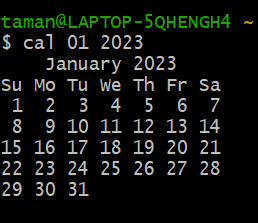 taman@LAPTOP-5QHENGH4 ~
$ cal 01 2023
    January 2023
Su Mo Tu We Th Fr Sa
 1  2  3  4  5  6  7
 8  9 10 11 12 13 14
15 16 17 18 19 20 21
22 23 24 25 26 27 28
29 30 31